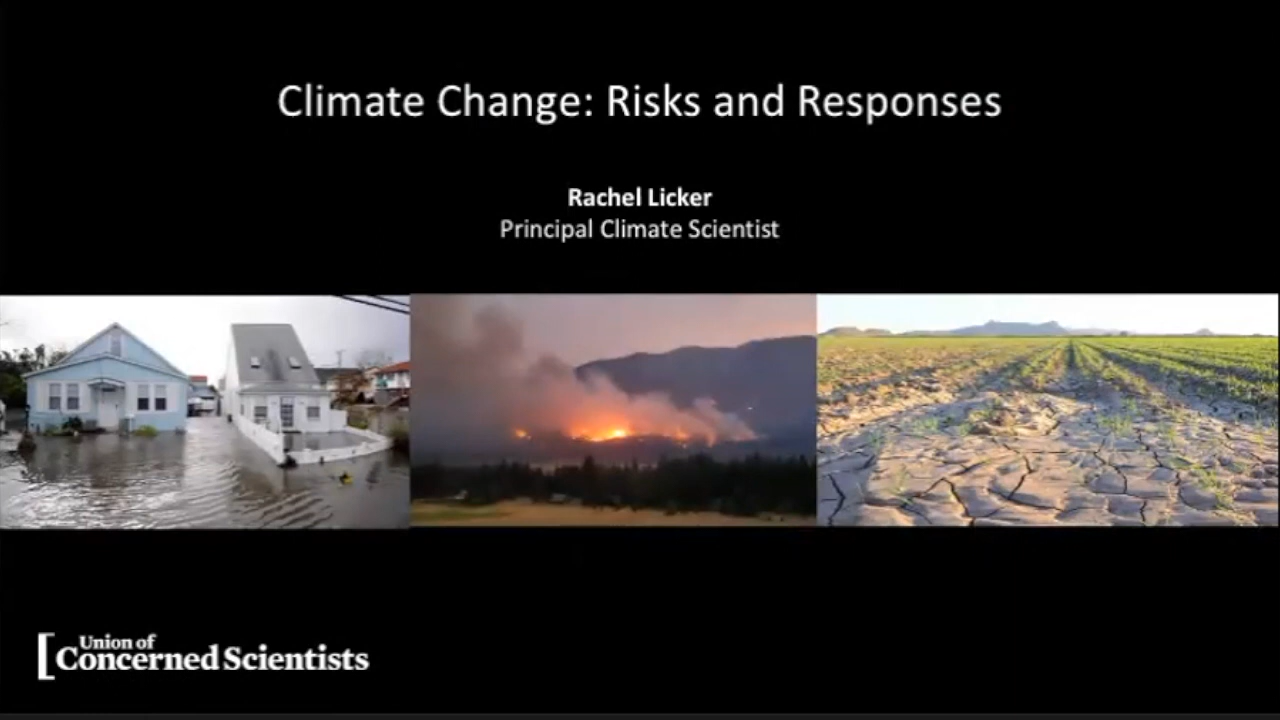 Climate Change: Risks and Responses
Rachel Licker
Principal Climate Scientist
Union of
Concerned Scientists